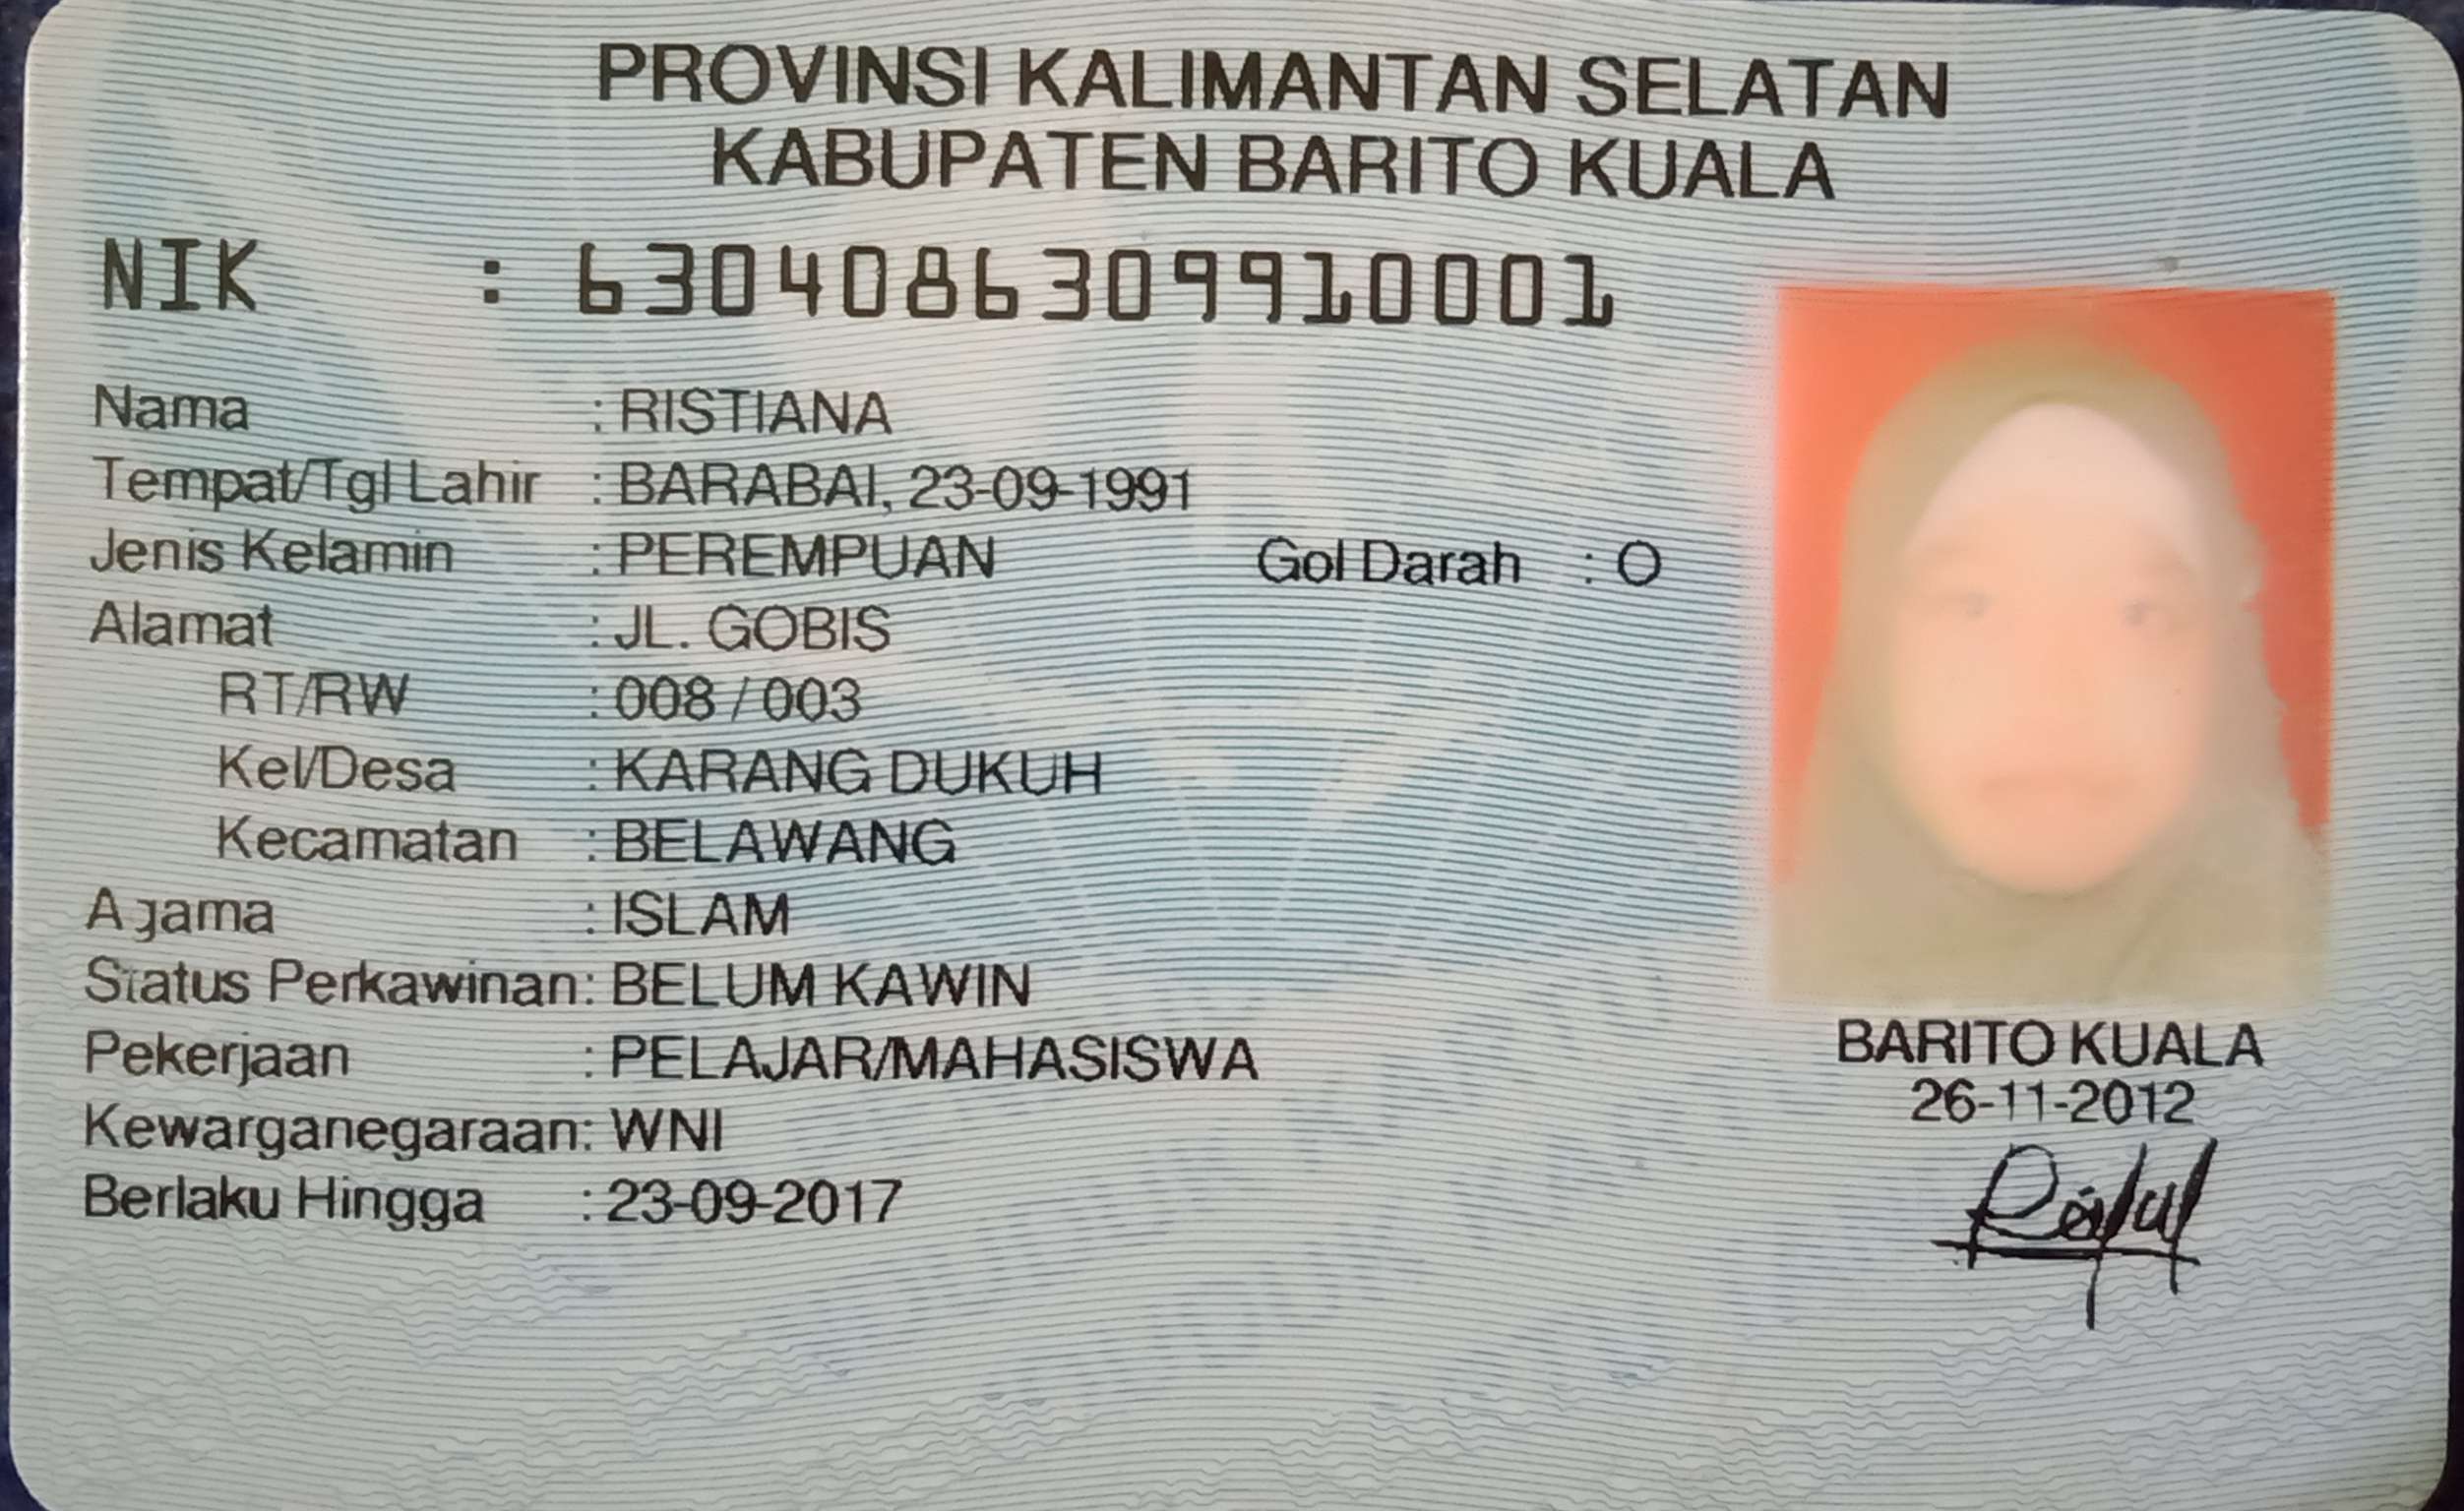 PROVINSI KALIMANTAN SELATAN
KABUPATEN BARITO KUALA
NIK : 6304086309910001
Nama : RISTIANA
Tempat/Tgl Lahir : BARABAI, 23-09-1991
Jenis Kelamin : PEREMPUAN Gol Darah : O
Alamat : JL. GOBIS
RT/RW : 008 / 003
Kel/Desa : KARANG DUKUH
Kecamatan : BELAWANG
Agama : ISLAM
Status Perkawinan: BELUM KAWIN
Pekerjaan : PELAJAR/MAHASISWA
Kewarganegaraan: WNI
Berlaku Hingga : 23-09-2017
BARITO KUALA
26-11-2012